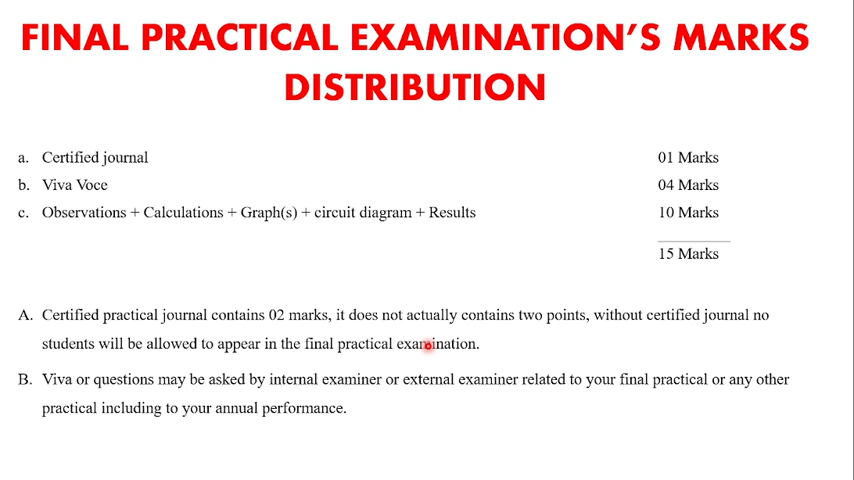 FINAL PRACTICAL EXAMINATION’S MARKS
DISTRIBUTION
a. Certified journal 01 Marks
b. Viva Voce 04 Marks
c. Observations + Calculations + Graph(s) + circuit diagram + Results 10 Marks
15 Marks
A. Certified practical journal contains 02 marks, it does not actually contains two points, without certified journal no
students will be allowed to appear in the final practical examination.
B. Viva or questions may be asked by internal examiner or external examiner related to your final practical or any other
practical including to your annual performance.